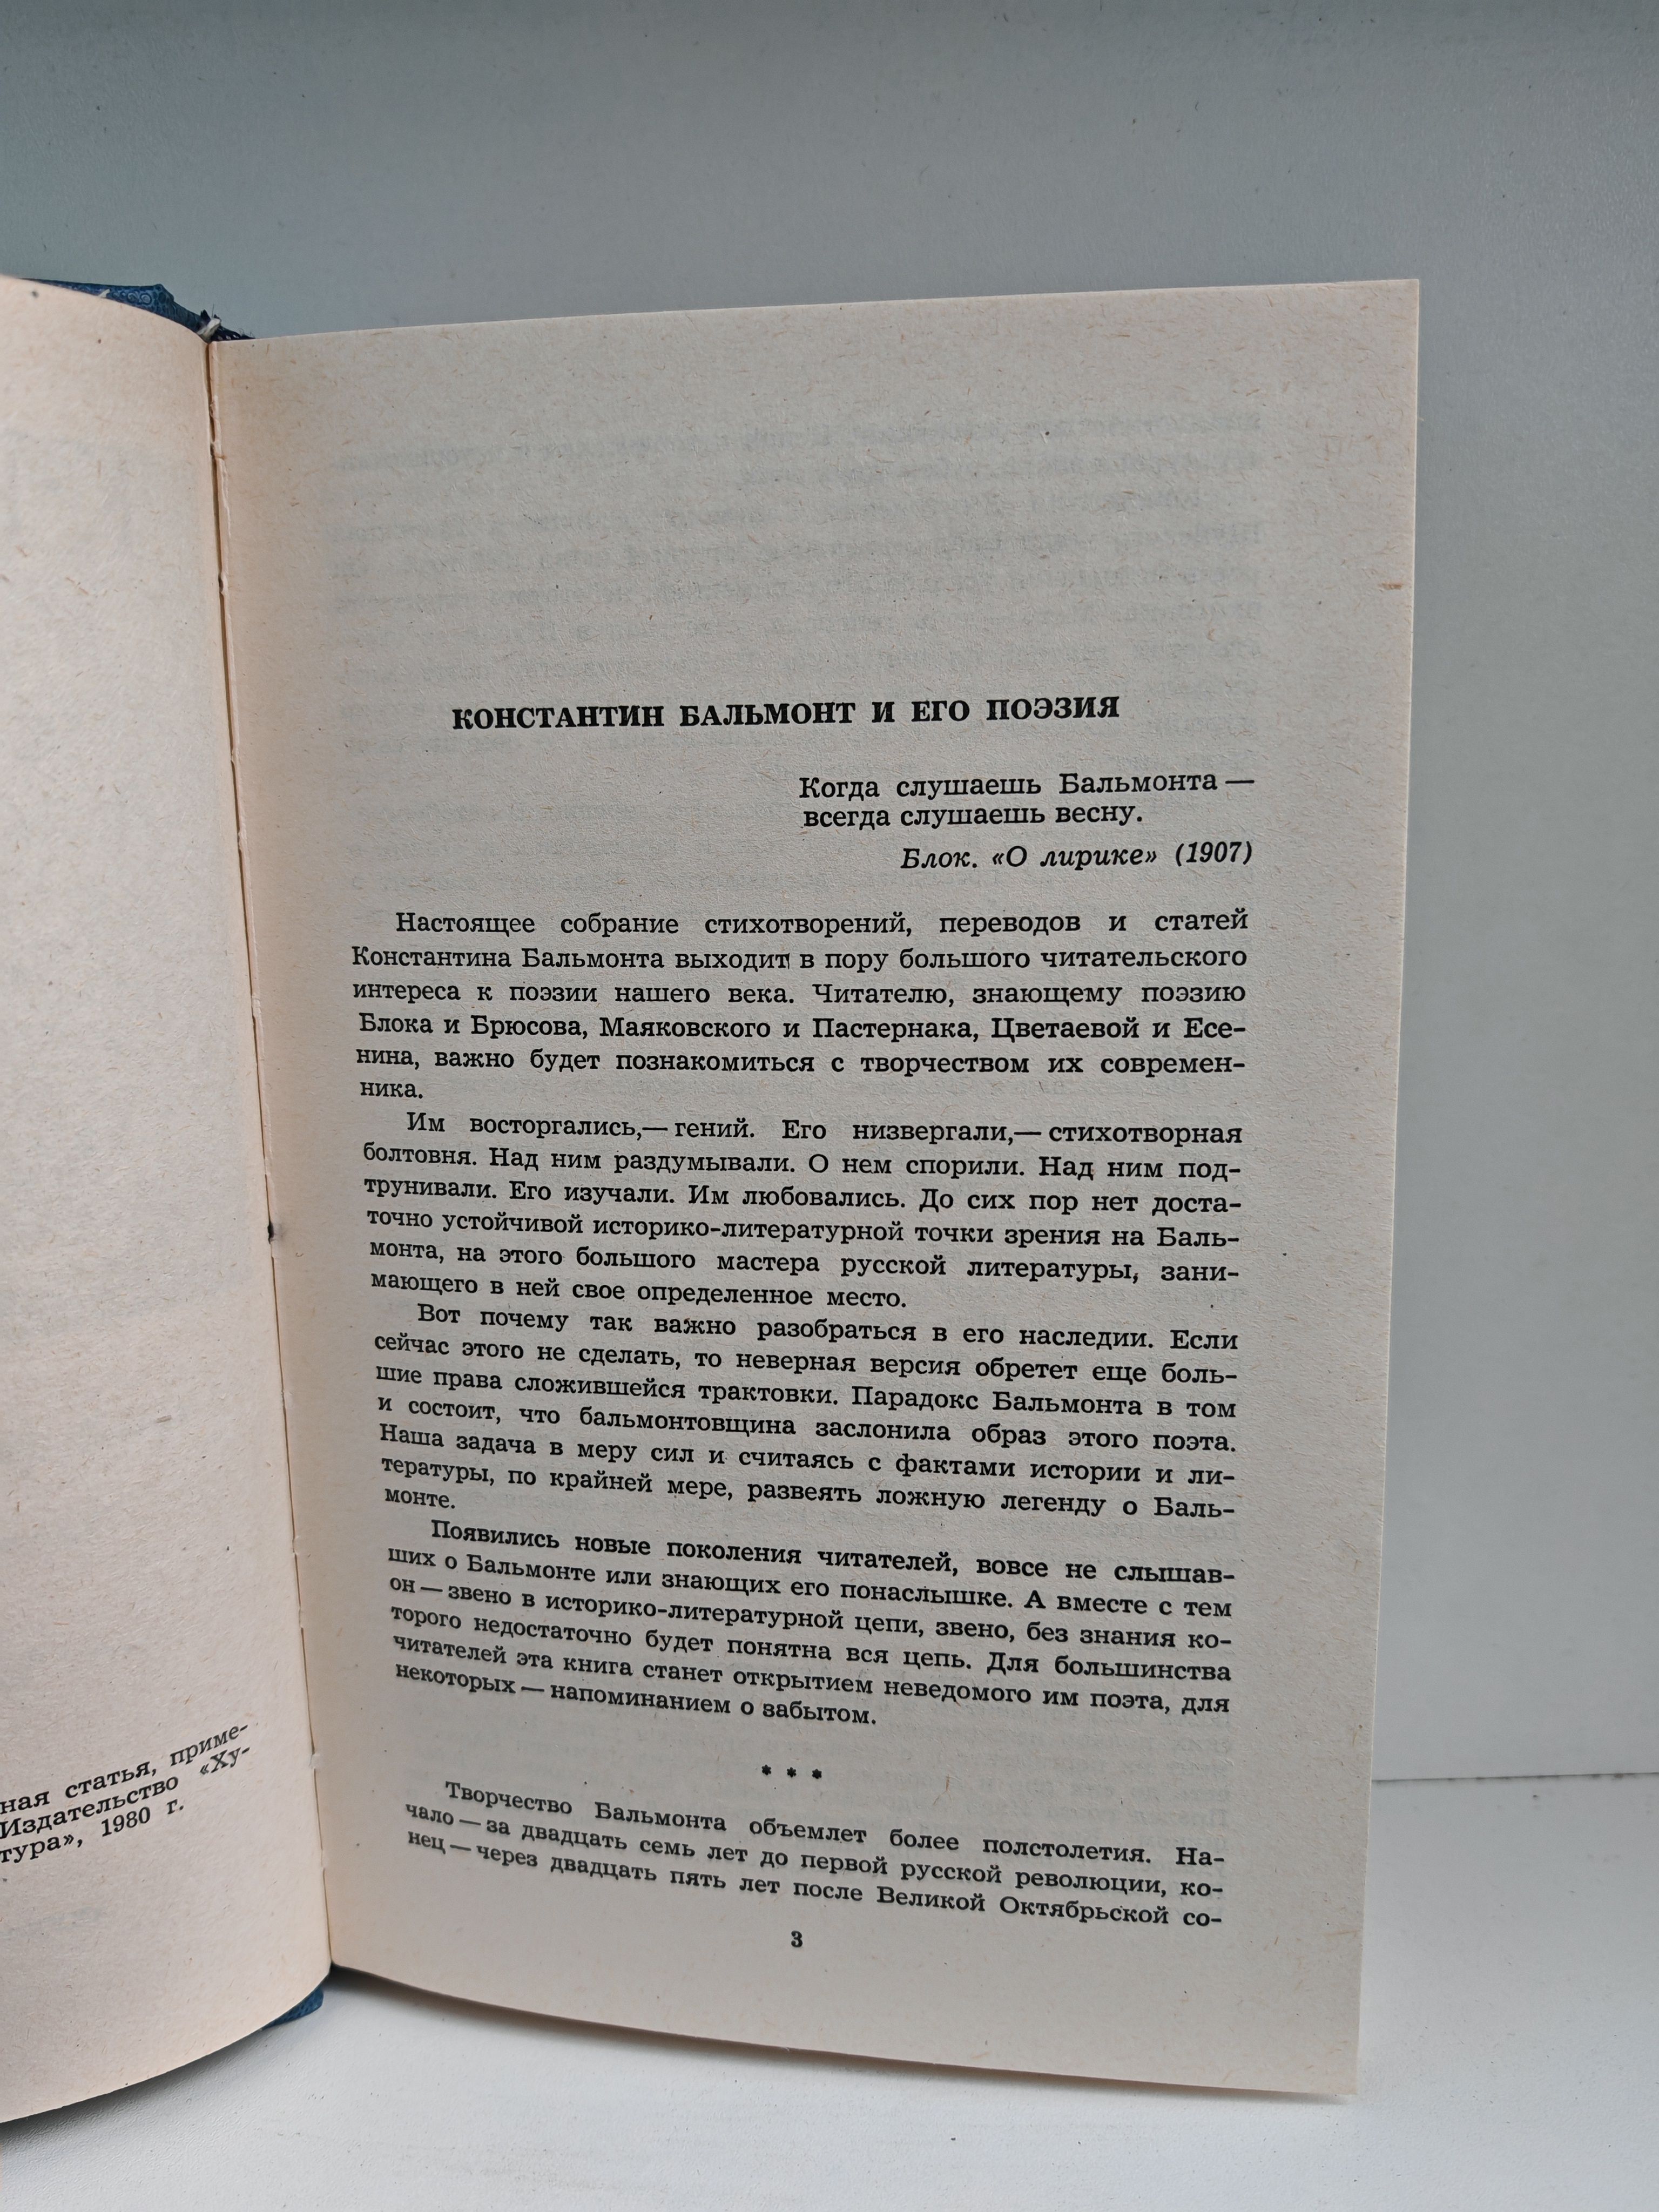 ная статья, приме-
Издательство «Ху-
тура», 1980 г.
КОНСТАНТИН БАЛЬМОНТ И ЕГО ПОЭЗИЯ
Когда слушаешь Бальмонта —
всегда слушаешь весну.
Блок. «О лирике» (1907)
Настоящее собрание стихотворений, переводов и статей
Константина Бальмонта выходит в пору большого читательского
интереса к поэзии нашего века. Читателю, знающему поэзию
Блока и Брюсова, Маяковского и Пастернака, Цветаевой и Есе-
нина, важно будет познакомиться с творчеством их современ-
ника.
Им восторгались,— гений. Его низвергали,— стихотворная
болтовня. Над ним раздумывали. О нем спорили. Над ним под-
трунивали. Его изучали. Им любовались. До сих пор нет доста-
точно устойчивой историко-литературной точки зрения на Баль-
монта, на этого большого мастера русской литературы, зани-
мающего в ней свое определенное место.
Вот почему так важно разобраться в его наследии. Если
сейчас этого не сделать, то неверная версия обретет еще боль-
шие права сложившейся трактовки. Парадокс Бальмонта в том
и состоит, что бальмонтовщина заслонила образ этого поэта.
Наша задача в меру сил и считаясь с фактами истории и ли-
тературы, по крайней мере, развеять ложную легенду о Баль-
монте.
Появились новые поколения читателей, вовсе не слышав-
ших о Бальмонте или знающих его понаслышке. А вместе с тем
он — звено в историко-литературной цепи, звено, без знания ко-
торого недостаточно будет понятна вся цепь. Для большинства
читателей эта книга станет открытием неведомого им поэта, для
некоторых — напоминанием о забытом.
* * *
Творчество Бальмонта объемлет более полстолетия. На-
чало — за двадцать семь лет до первой русской революции, ко-
нец — через двадцать пять лет после Великой Октябрьской со-
3